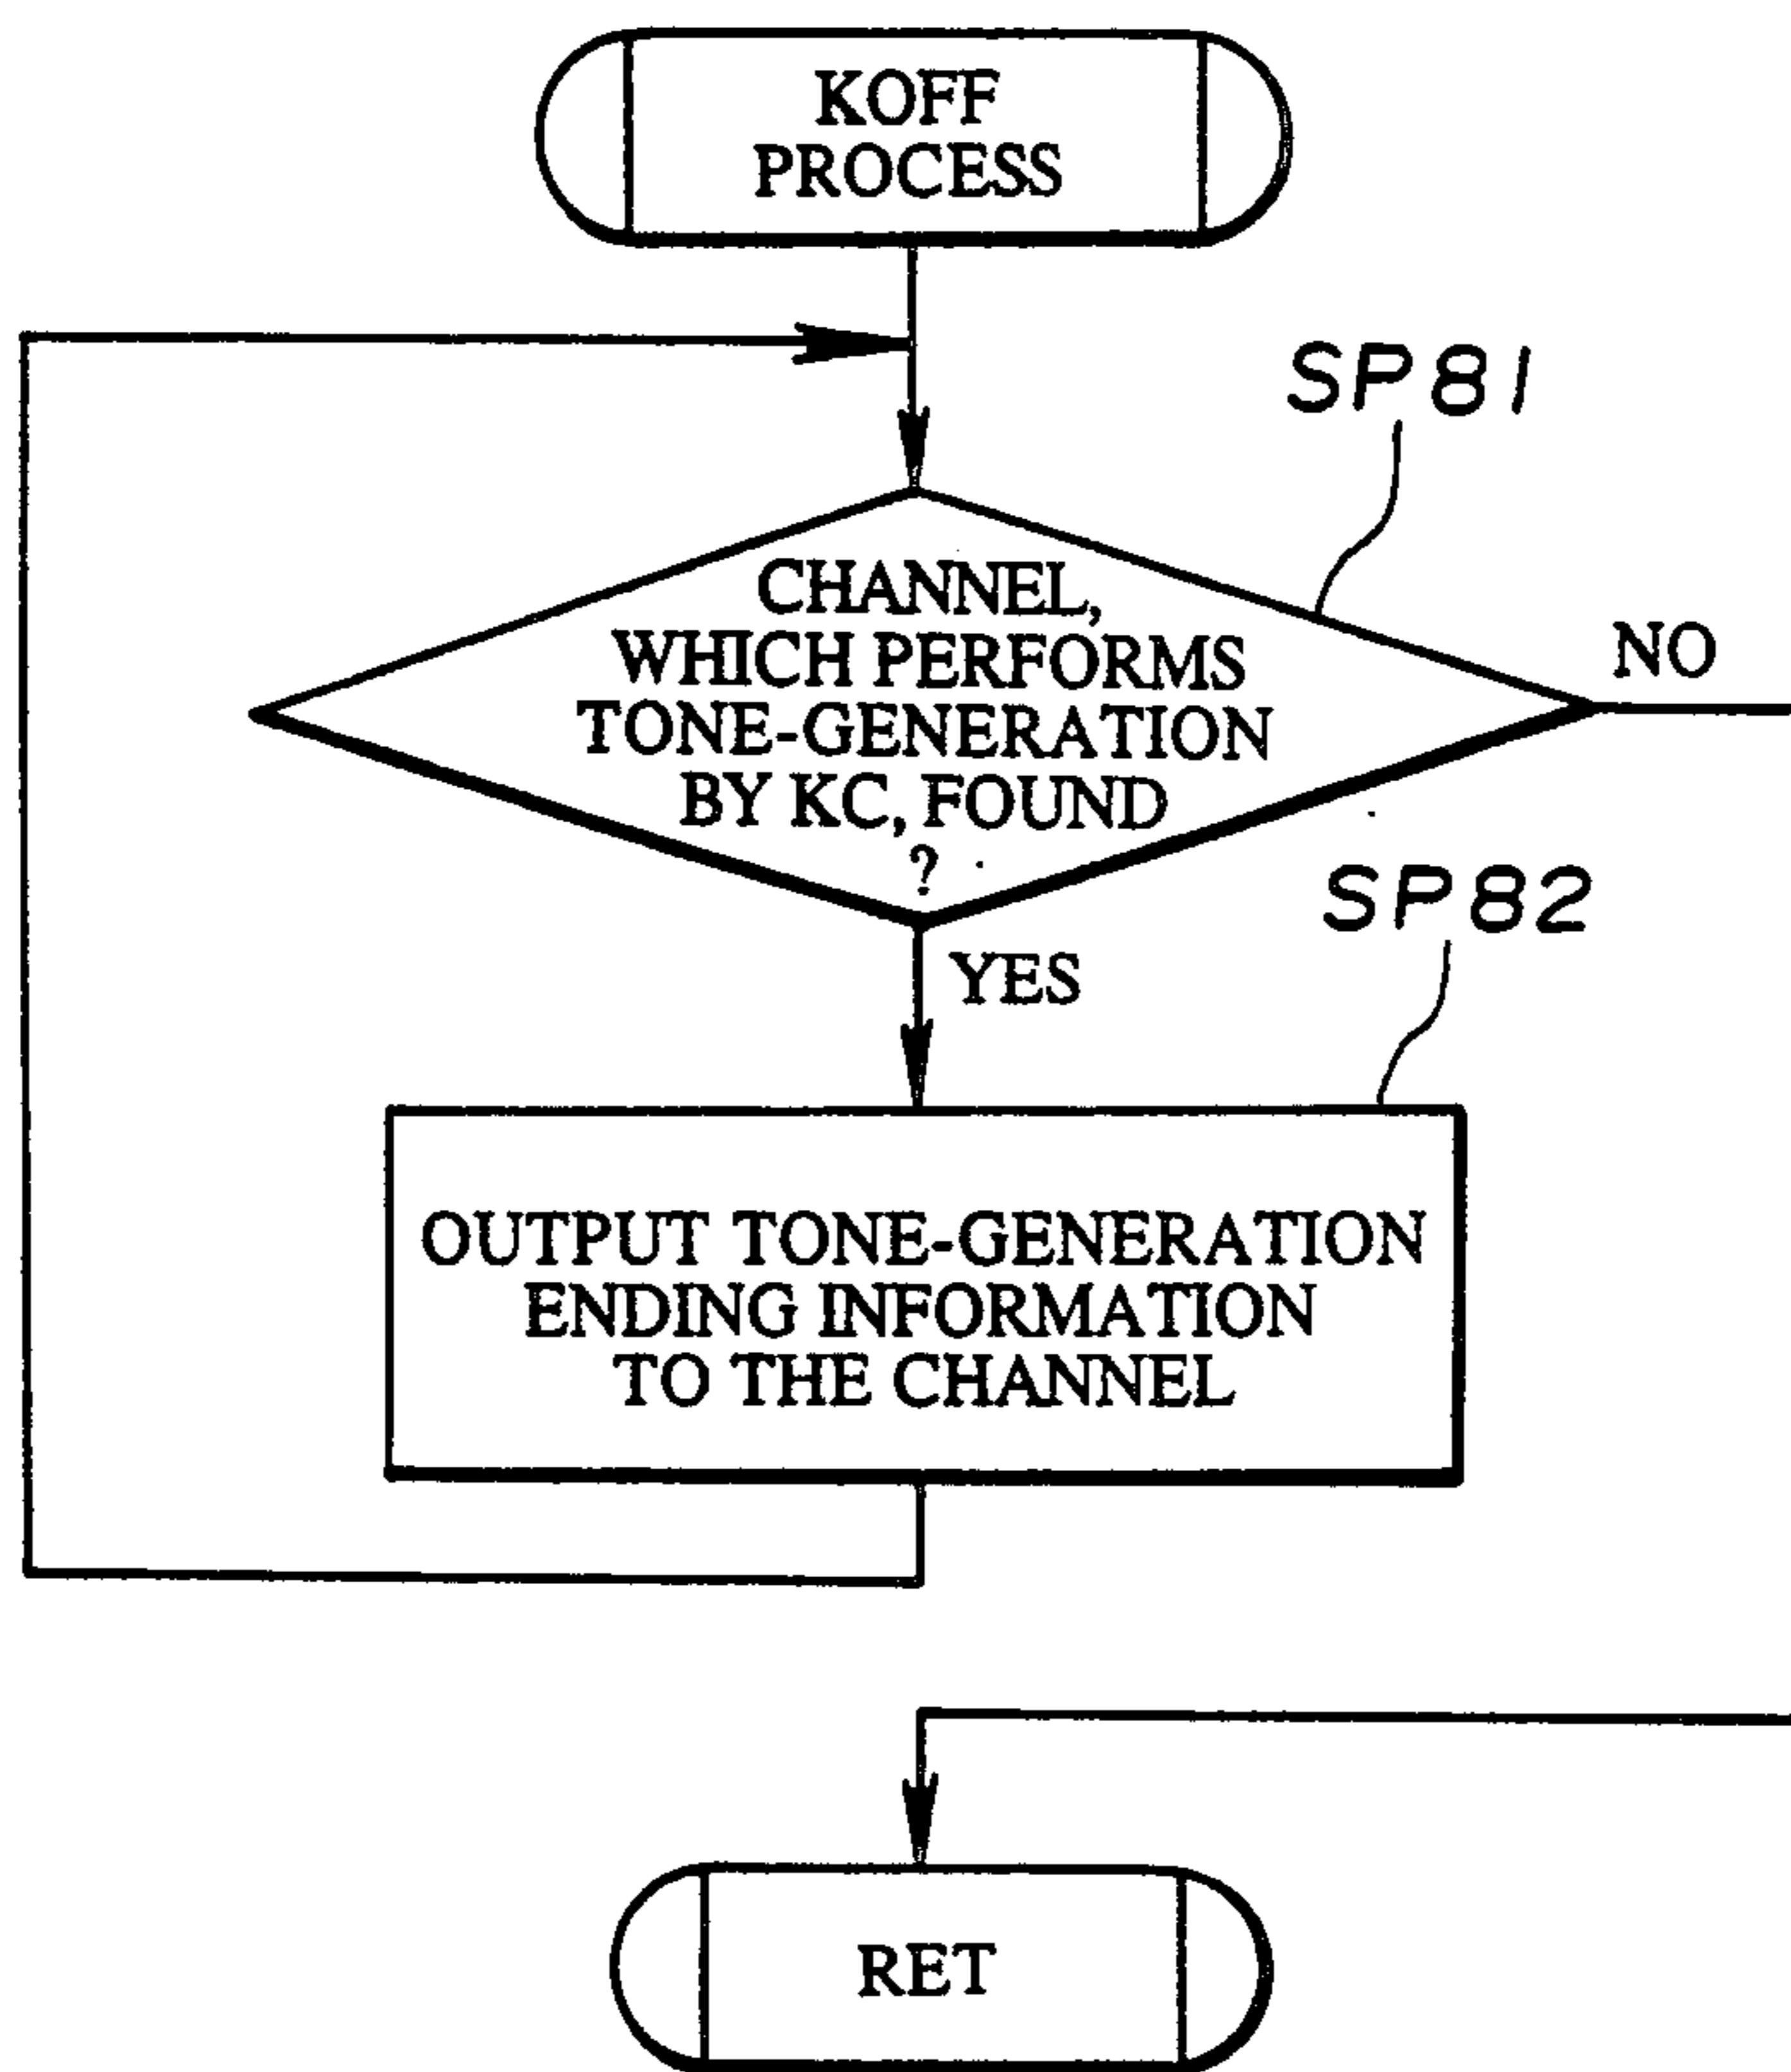 KOFF
PROCESS
SP81
CHANNEL,
WHICH PERFORMS
TONE-GENERATION
BY KC, FOUND
?
NO
YES
SP82
OUTPUT TONE-GENERATION
ENDING INFORMATION
TO THE CHANNEL
RET